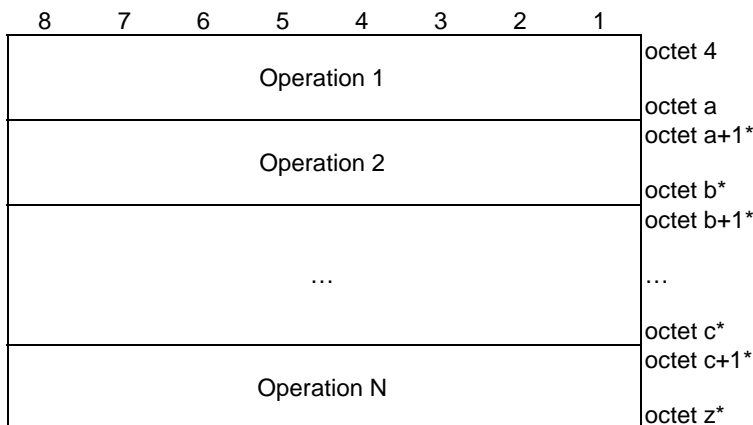 8 7 6 5 4 3 2 1
octet 4
Operation 1
octet a
octet a+1*
Operation 2
octet b*
octet b+1*
… …
octet c*
octet c+1*
Operation N
octet z*